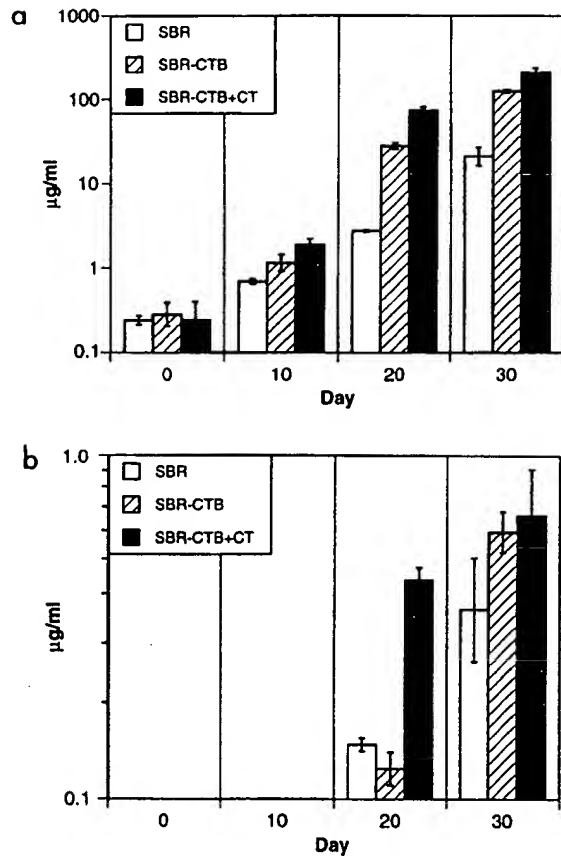 a
1000
100
10
1
0.1
µg/ml
SBR
SBR-CTB
SBR-CTB+CT
0 10 20 30
Day
b
1.0
0.1
µg/ml
SBR
SBR-CTB
SBR-CTB+CT
0 10 20 30
Day